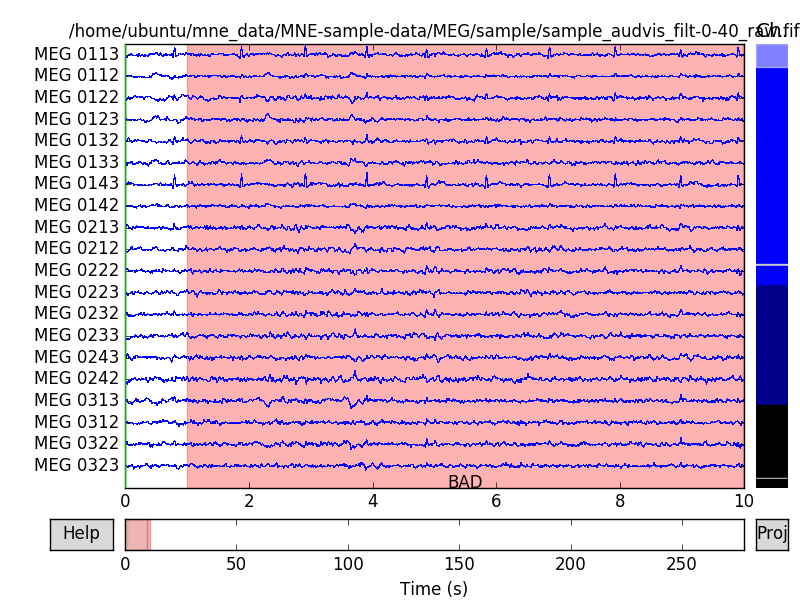 /home/ubuntu/mne_data/MNE-sample-data/MEG/sample/sample_audvis_filt-0-40_raw.fif
Ch.
MEG 0113
MEG 0112
MEG 0122
MEG 0123
MEG 0132
MEG 0133
MEG 0143
MEG 0142
MEG 0213
MEG 0212
MEG 0222
MEG 0223
MEG 0232
MEG 0233
MEG 0243
MEG 0242
MEG 0313
MEG 0312
MEG 0322
MEG 0323
BAD
0 2 4 6 8 10
Help
Proj
0 50 100 150 200 250
Time (s)